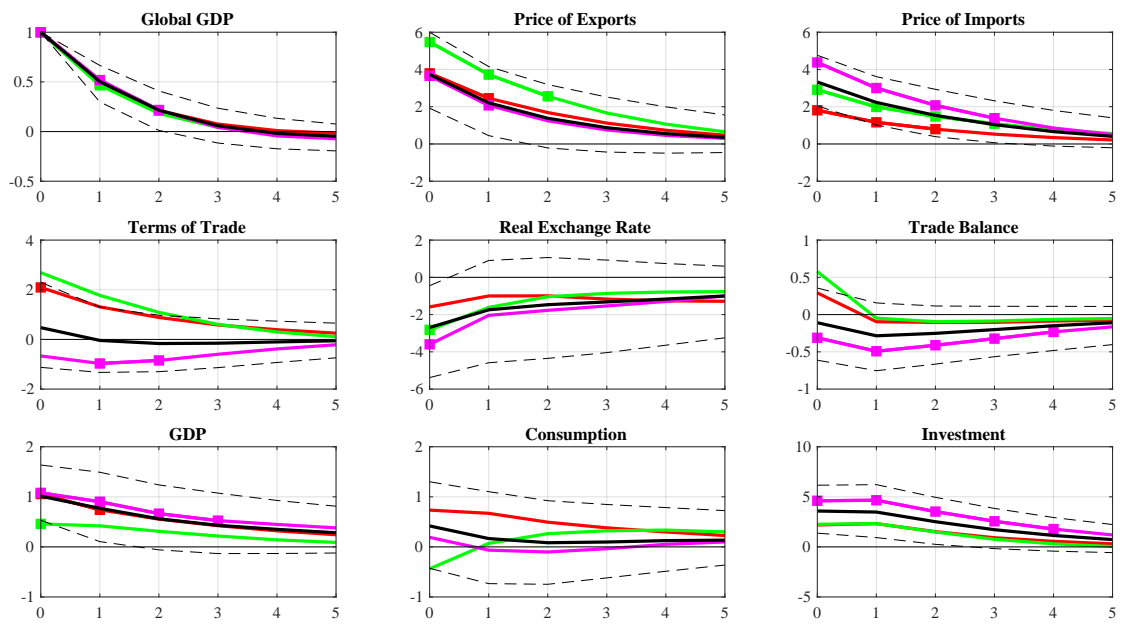 Global GDP
1
0.5
0
-0.5
0 1 2 3 4 5
Price of Exports
6
4
2
0
-2
0 1 2 3 4 5
Price of Imports
6
4
2
0
-2
0 1 2 3 4 5
Terms of Trade
4
2
0
-2
0 1 2 3 4 5
Real Exchange Rate
2
0
-2
-4
-6
0 1 2 3 4 5
Trade Balance
1
0.5
0
-0.5
-1
0 1 2 3 4 5
GDP
2
1
0
-1
0 1 2 3 4 5
Consumption
2
1
0
-1
0 1 2 3 4 5
Investment
10
5
0
-5
0 1 2 3 4 5